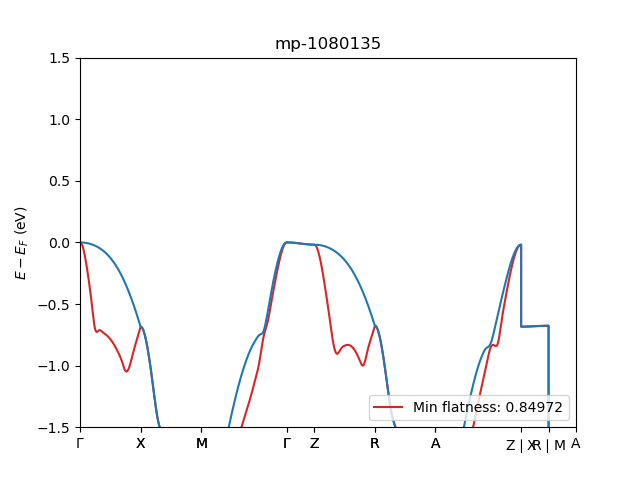 mp-1080135
E − E_F (eV)
1.5
1.0
0.5
0.0
−0.5
−1.0
−1.5
Min flatness: 0.84972
Γ X M Γ Z R A Z | X R | M A